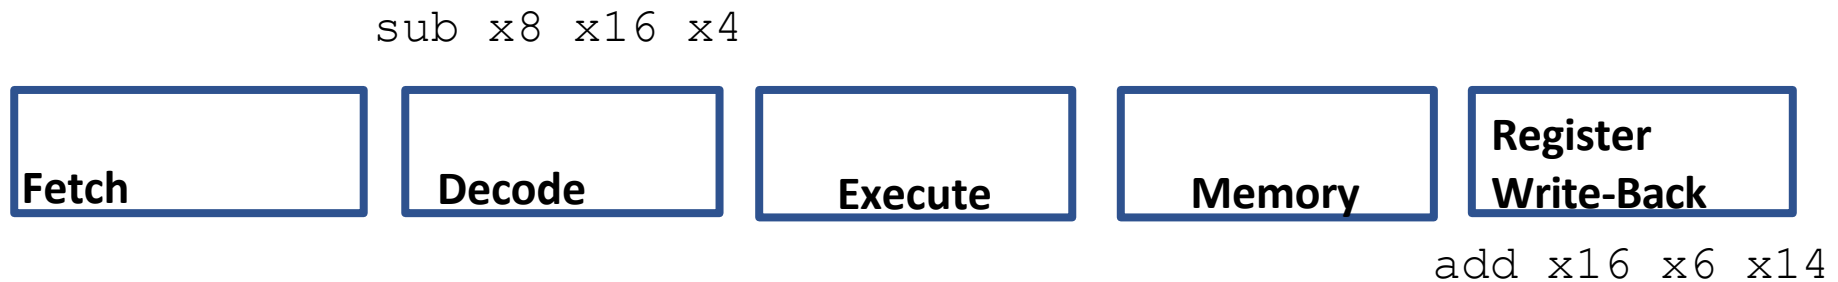 sub x8 x16 x4
Fetch
Decode
Execute
Memory
Register
Write-Back
add x16 x6 x14